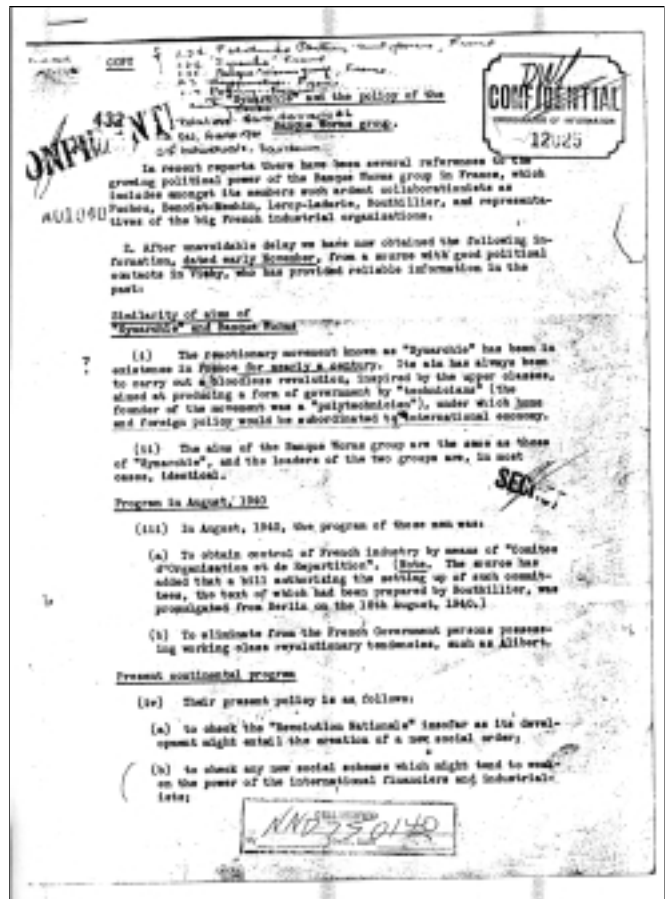 COPY
"Synarchie" and the policy of the
Banque Worms group.
432
CONFIDENTIAL
12025
AU1040
In recent reports there have been several references to the
growing political power of the Banque Worms group in France, which
includes amongst its members such ardent collaborationists as
Pucheu, Benoist-Mechin, Leroy-Ladurie, Bouthillier, and representa-
tives of the big French industrial organizations.
2. After unavoidable delay we have now obtained the following in-
formation, dated early November, from a source with good political
contacts in Vichy, who has provided reliable information in the
past:
Similarity of aims of
"Synarchie" and Banque Worms
?
(i) The reactionary movement known as "Synarchie" has been in
existence in France for nearly a century. Its aim has always been
to carry out a bloodless revolution, inspired by the upper classes,
aimed at producing a form of government by "technicians" (the
founder of the movement was a "polytechnician"), under which home
and foreign policy would be subordinated to international economy.
(ii) The aims of the Banque Worms group are the same as those
of "Synarchie", and the leaders of the two groups are, in most
cases, identical.
Program in August, 1940
(iii) In August, 1940, the program of these men was:
(a) To obtain control of French industry by means of "Comites
d'Organisation et de Repartition". (Note. The source has
added that a bill authorizing the setting up of such commit-
tees, the text of which had been prepared by Bouthillier, was
promulgated from Berlin on the 18th August, 1940.)
(b) To eliminate from the French Government persons possess-
ing working class revolutionary tendencies, such as Alibert.
Present continental program
(iv) Their present policy is as follows:
(a) to check the "Revolution Nationale" insofar as its devel-
opment might entail the creation of a new social order;
(b) to check any new social schemes which might tend to weak-
en the power of the international financiers and industrial-
ists;
NND750140